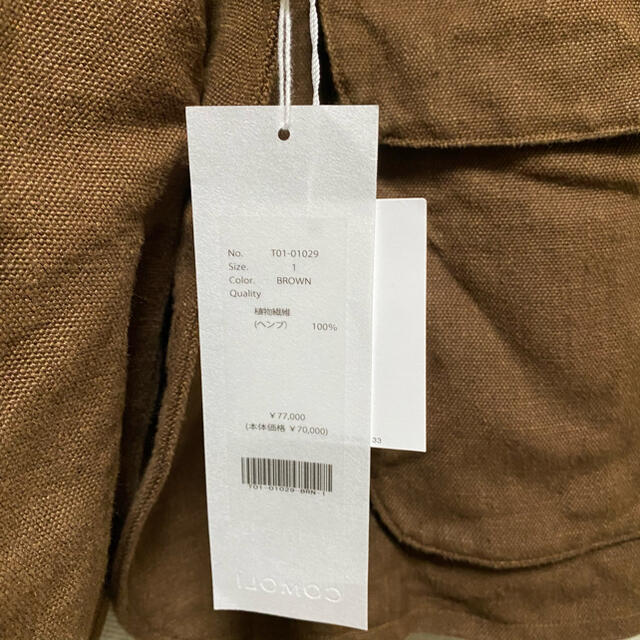 No. T01-01029
Size. 1
Color. BROWN
Quality
植物繊維
(ヘンプ) 100%
¥77,000
(本体価格 ¥70,000)
T01-01029-BRN-1
COMOLI
33